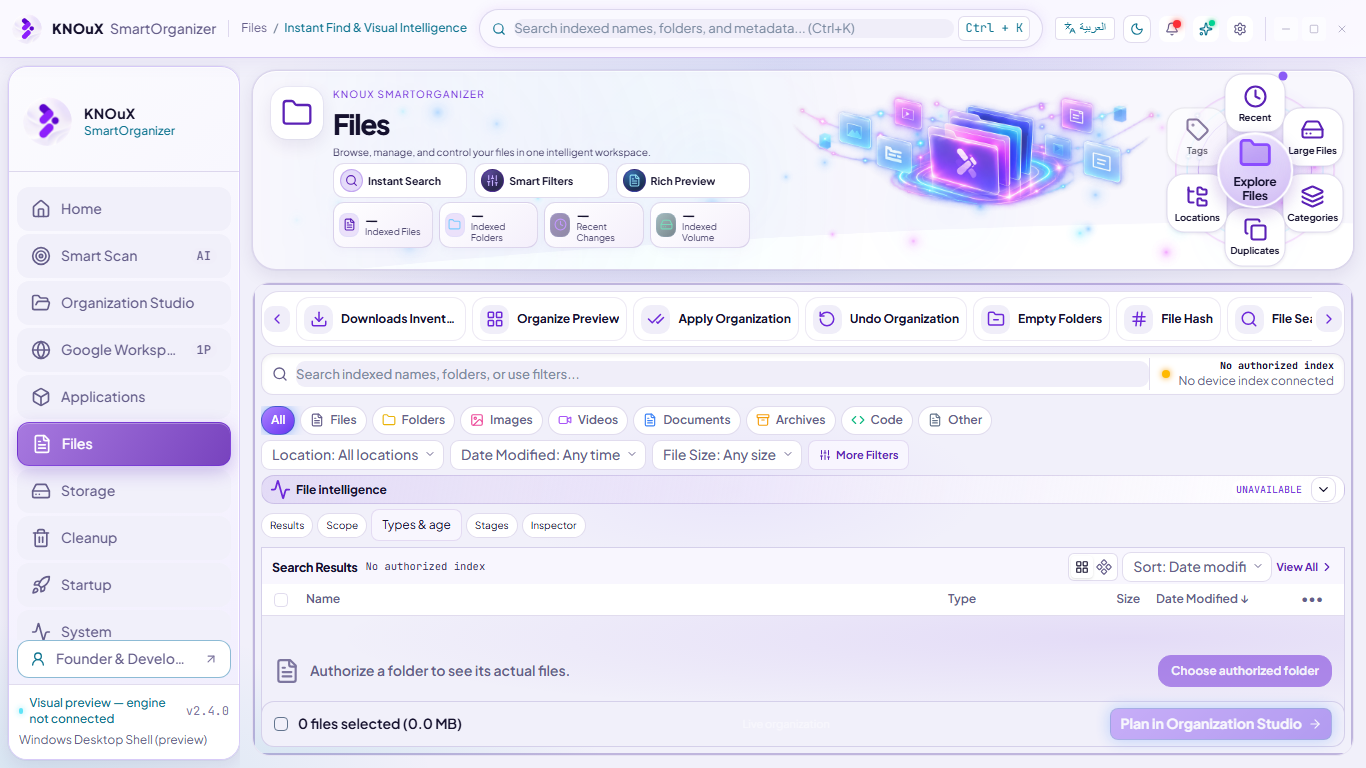 KNOuX SmartOrganizer
Files / Instant Find & Visual Intelligence
Search indexed names, folders, and metadata... (Ctrl+K)
Ctrl + K
العربية
KNOuX
SmartOrganizer
Home
Smart Scan AI
Organization Studio
Google Worksp... 1P
Applications
Files
Storage
Cleanup
Startup
System
Founder & Develo...
Visual preview — engine
not connected
v2.4.0
Windows Desktop Shell (preview)
KNOUX SMARTORGANIZER
Files
Browse, manage, and control your files in one intelligent workspace.
Instant Search
Smart Filters
Rich Preview
—
Indexed Files
—
Indexed
Folders
—
Recent
Changes
—
Indexed
Volume
Recent
Tags
Large Files
Explore
Files
Locations
Categories
Duplicates
Downloads Invent...
Organize Preview
Apply Organization
Undo Organization
Empty Folders
File Hash
File Sea
Search indexed names, folders, or use filters...
No authorized index
No device index connected
All
Files
Folders
Images
Videos
Documents
Archives
Code
Other
Location: All locations
Date Modified: Any time
File Size: Any size
More Filters
File intelligence
UNAVAILABLE
Results
Scope
Types & age
Stages
Inspector
Search Results No authorized index
Sort: Date modifi
View All
Name
Type
Size
Date Modified
Authorize a folder to see its actual files.
Choose authorized folder
0 files selected (0.0 MB)
Live organization
Plan in Organization Studio